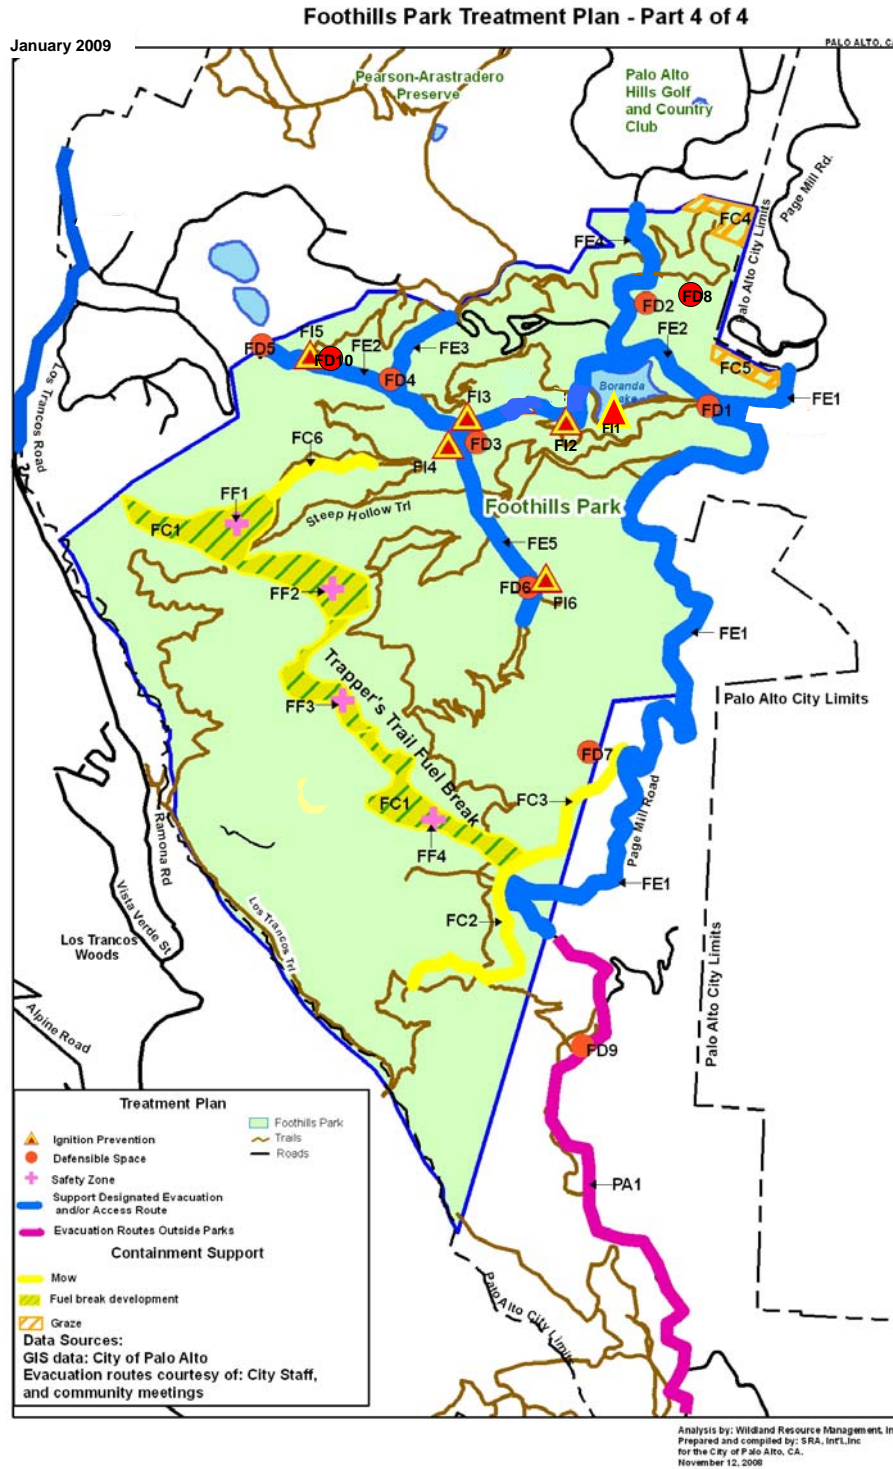 Foothills Park Treatment Plan - Part 4 of 4
January 2009
PALO ALTO, C
Pearson-Arastradero
Preserve
Palo Alto
Hills Golf
and Country
Club
Page Mill Rd.
Palo Alto City Limits
FC4
FE4
FD2
FD8
FI5
FD5
FD10
FE2
FE3
FE2
FC5
FD4
Boranda
FE1
FD1
FI3
FI1
FI2
FD3
FI4
Los Trancos Road
FC6
FF1
FC1
Steep Hollow Trl
Foothills Park
FE5
FF2
FD6
FI6
FE1
Trapper's Trail Fuel Break
FF3
Palo Alto City Limits
FD7
FC1
FC3
Page Mill Road
FF4
Ramona Rd
FE1
Vista Verde St
Los Trancos Trl
FC2
Los Trancos
Woods
Palo Alto City Limits
Alpine Road
FD9
PA1
Palo Alto City Limits
Treatment Plan
Ignition Prevention
Defensible Space
Safety Zone
Support Designated Evacuation
and/or Access Route
Evacuation Routes Outside Parks
Foothills Park
Trails
Roads
Containment Support
Mow
Fuel break development
Graze
Data Sources:
GIS data: City of Palo Alto
Evacuation routes courtesy of: City Staff,
and community meetings
Analysis by: Wildland Resource Management, In
Prepared and compiled by: SRA, Int'l,Inc
for the City of Palo Alto, CA.
November 12, 2008